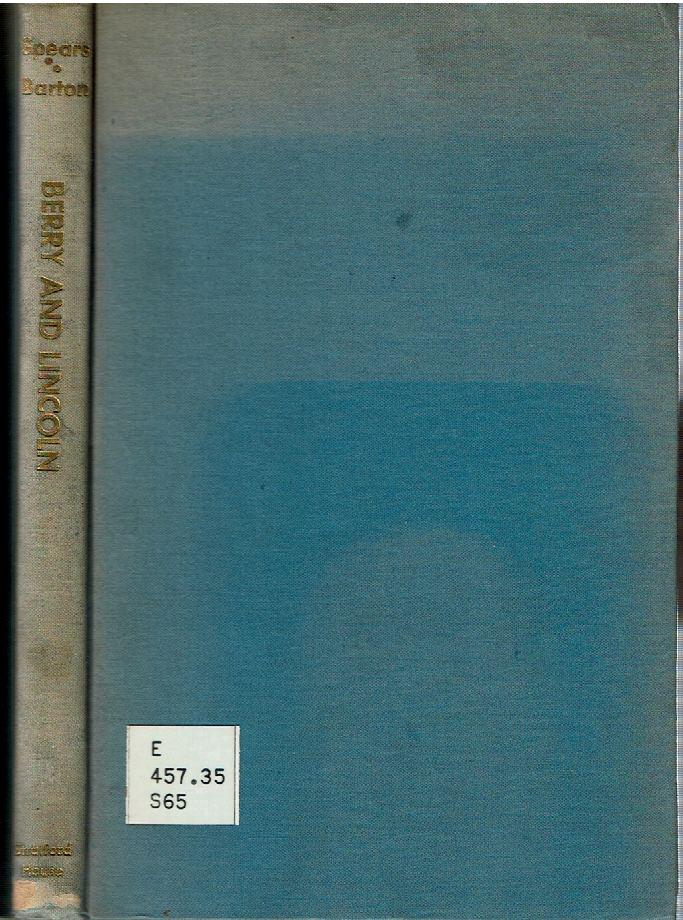 Spears
Barton
BERRY AND LINCOLN
Stratford
House
E
457.35
S65